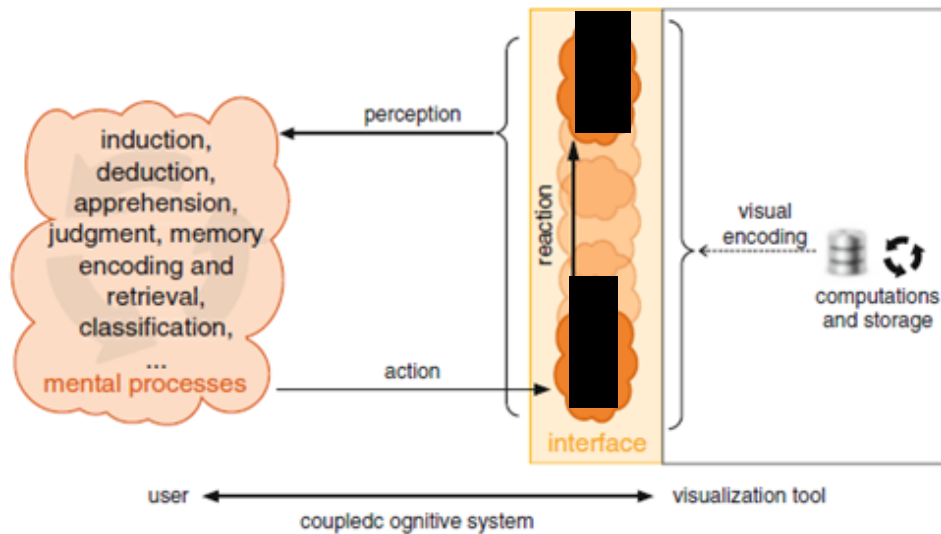 perception
induction,
deduction,
apprehension,
judgment, memory
encoding and
retrieval,
classification,
...
mental processes
action
reaction
interface
visual
encoding
computations
and storage
user
visualization tool
coupledc ognitive system